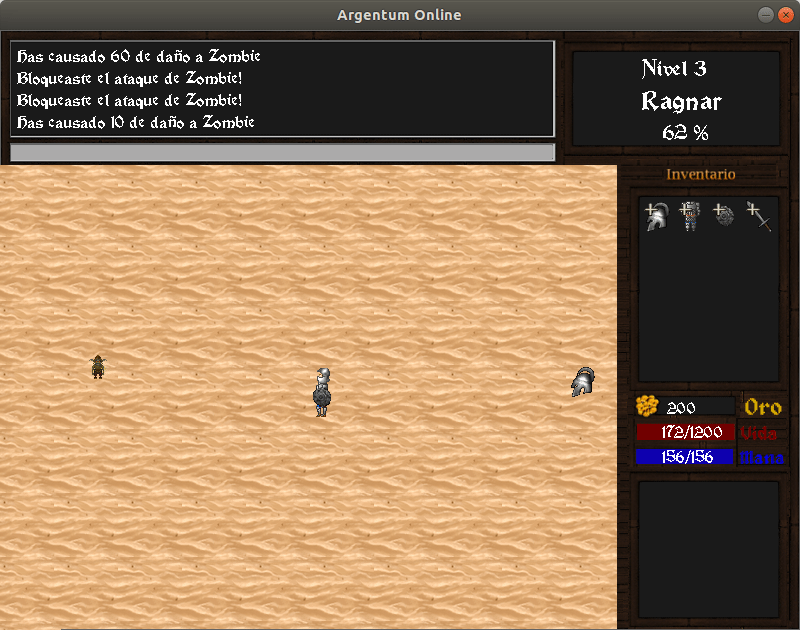 Argentum Online
Has causado 60 de daño a Zombie
Bloqueaste el ataque de Zombie!
Bloqueaste el ataque de Zombie!
Has causado 10 de daño a Zombie
Nivel 3
Ragnar
62 %
Inventario
200 Oro
172/1200 Vida
156/156 Mana